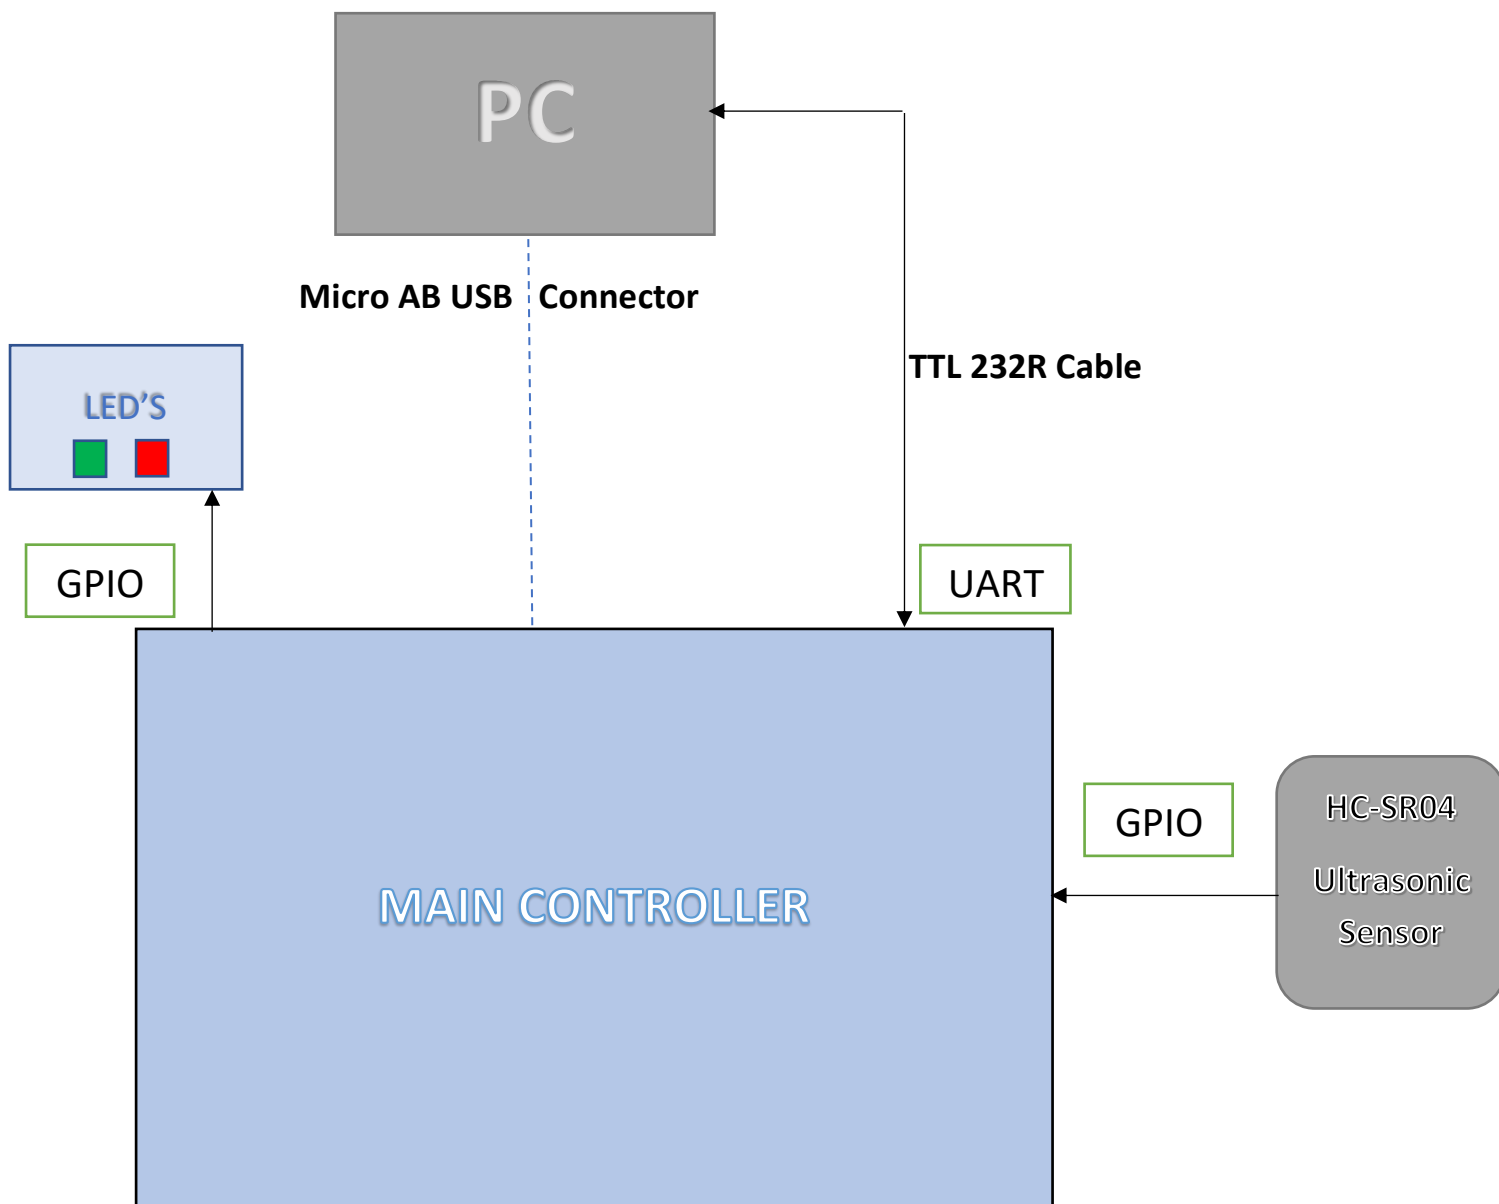 PC
Micro AB USB Connector
TTL 232R Cable
LED’S
GPIO
UART
GPIO
HC-SR04
Ultrasonic
Sensor
MAIN CONTROLLER